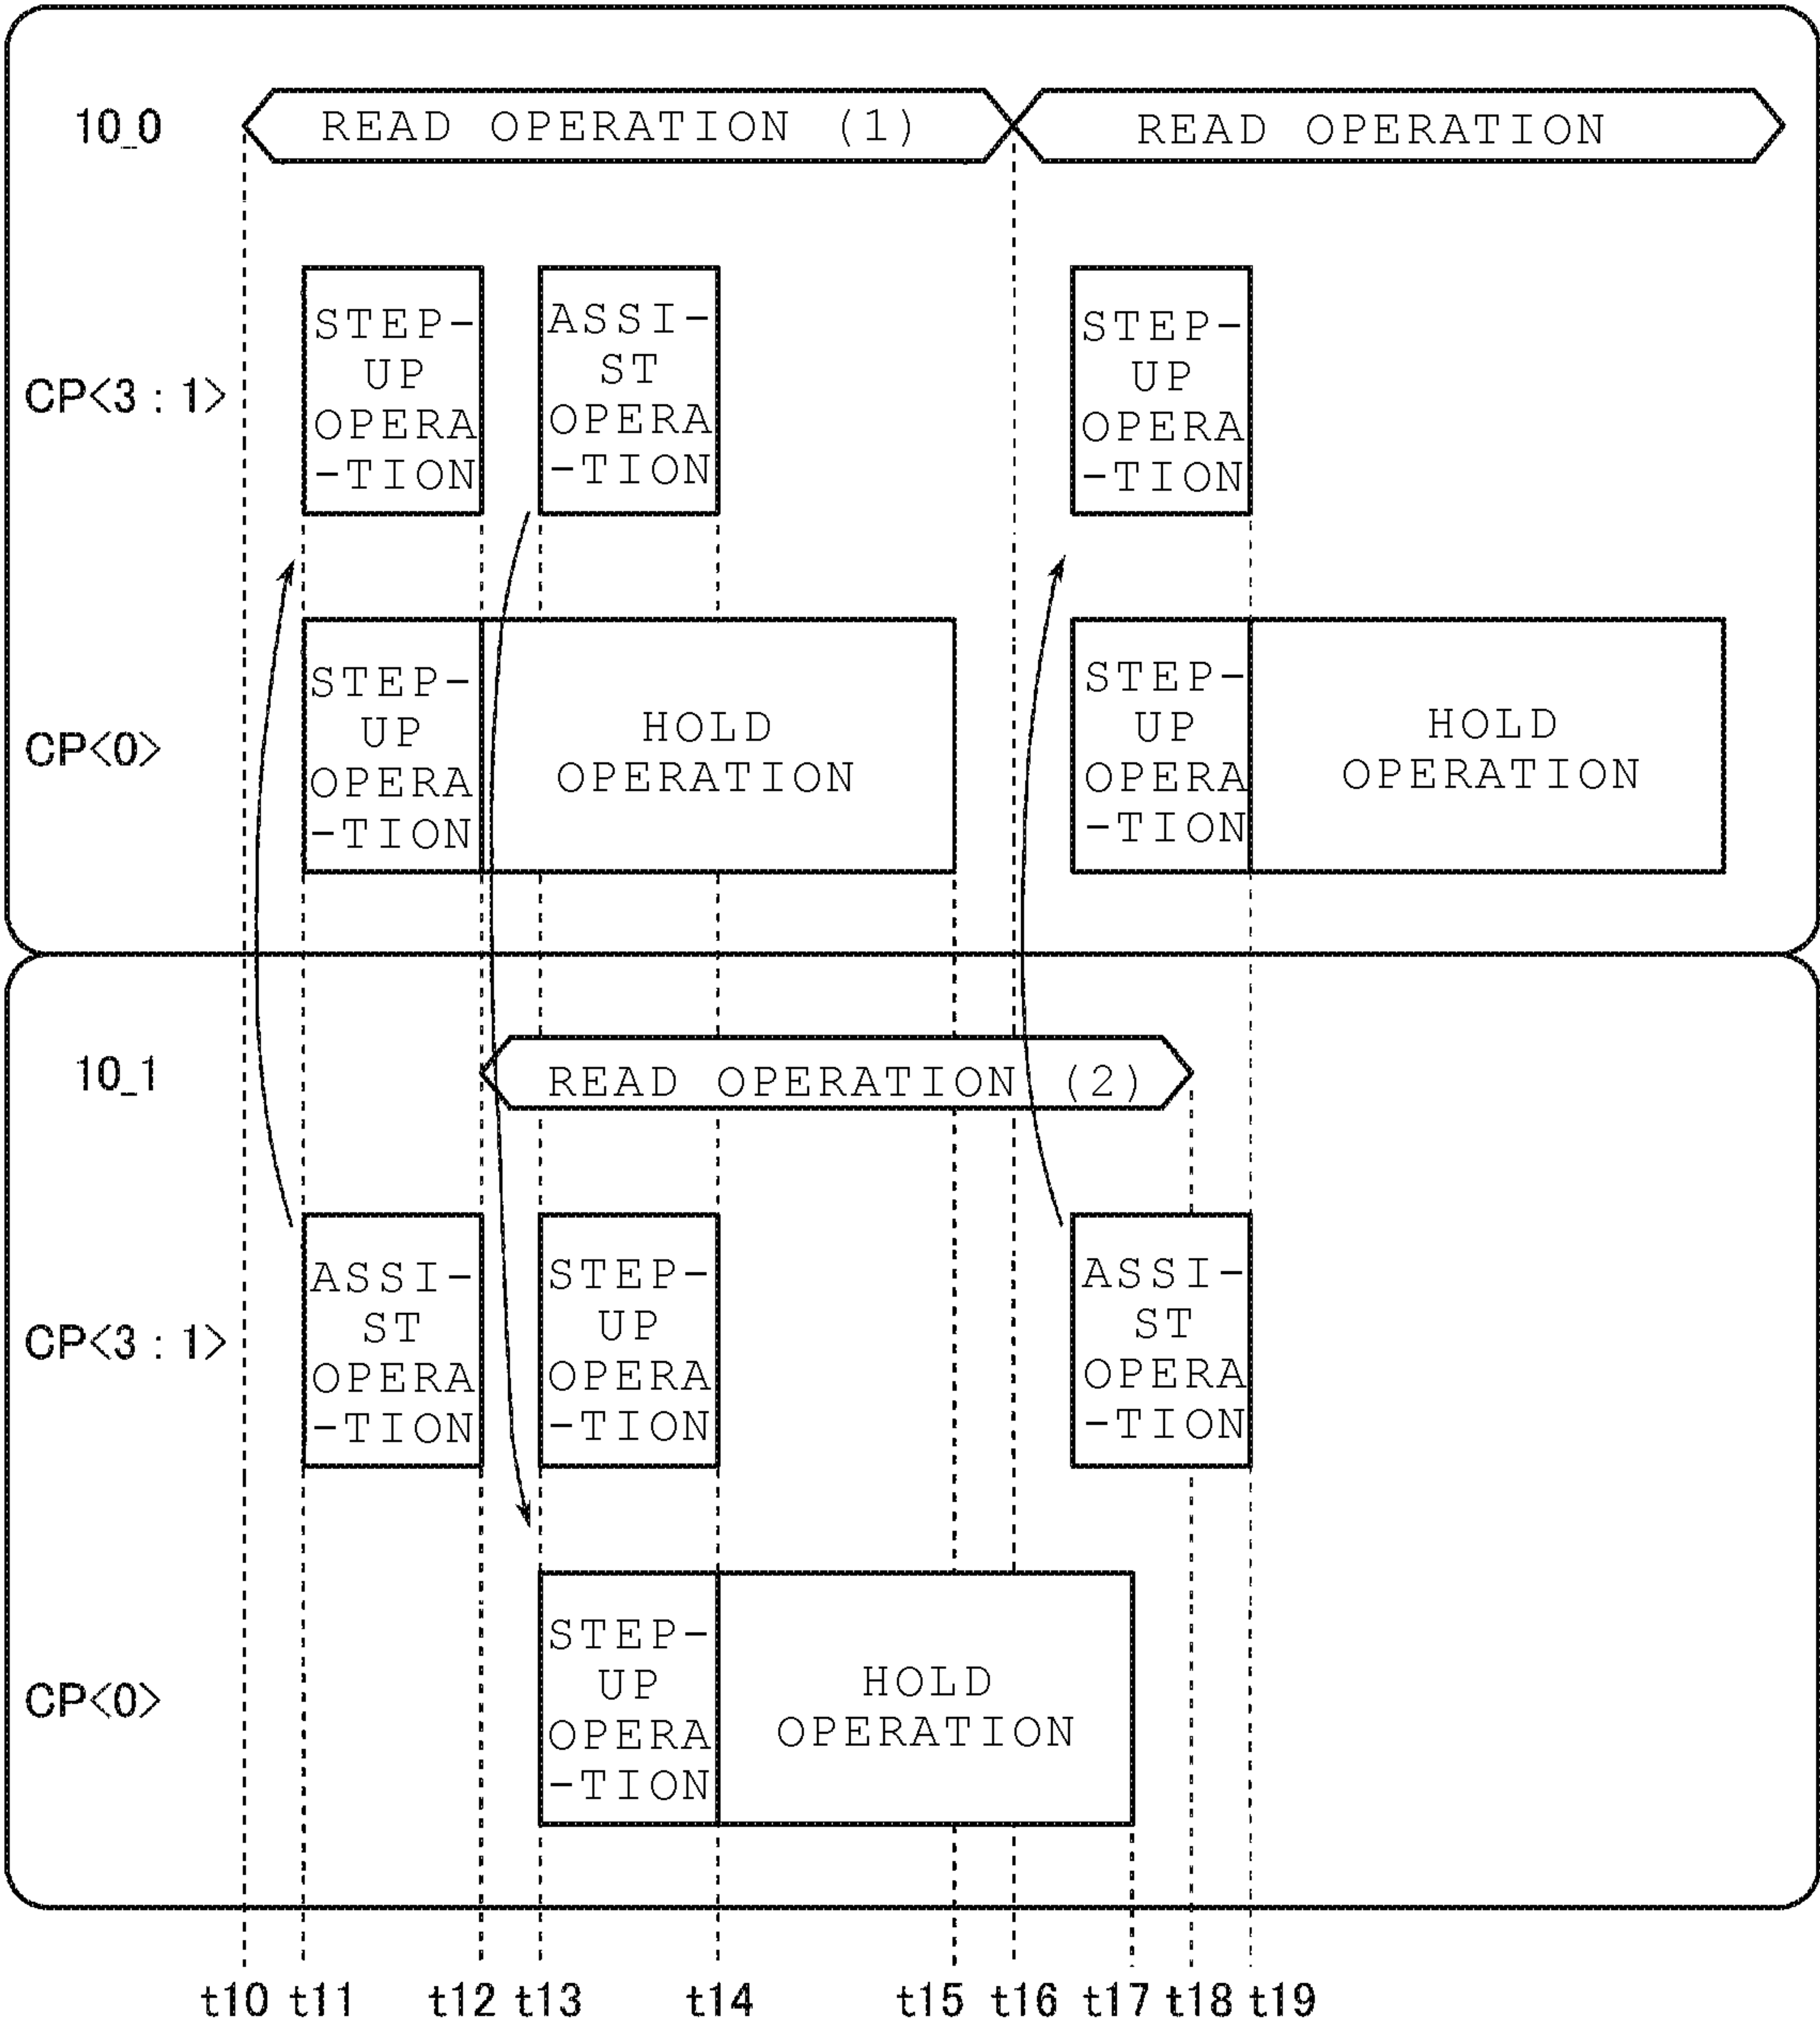 10_0
READ OPERATION (1)
READ OPERATION
CP<3 : 1>
STEP-
UP
OPERA
-TION
ASSI-
ST
OPERA
-TION
STEP-
UP
OPERA
-TION
CP<0>
STEP-
UP
OPERA
-TION
HOLD
OPERATION
STEP-
UP
OPERA
-TION
HOLD
OPERATION
10_1
READ OPERATION (2)
CP<3 : 1>
ASSI-
ST
OPERA
-TION
STEP-
UP
OPERA
-TION
ASSI-
ST
OPERA
-TION
CP<0>
STEP-
UP
OPERA
-TION
HOLD
OPERATION
t10 t11 t12 t13 t14 t15 t16 t17 t18 t19